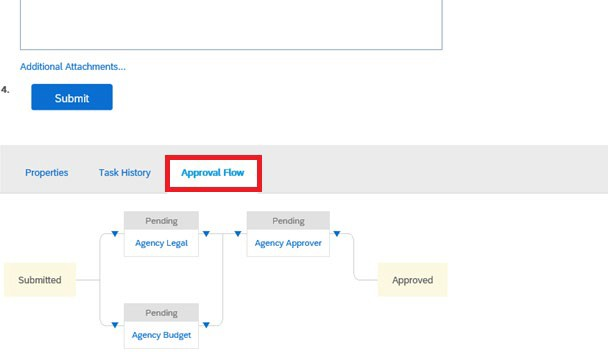 Additional Attachments...
4.
Submit
Properties Task History Approval Flow
Pending Pending
Agency Legal Agency Approver
Submitted Approved
Pending
Agency Budget